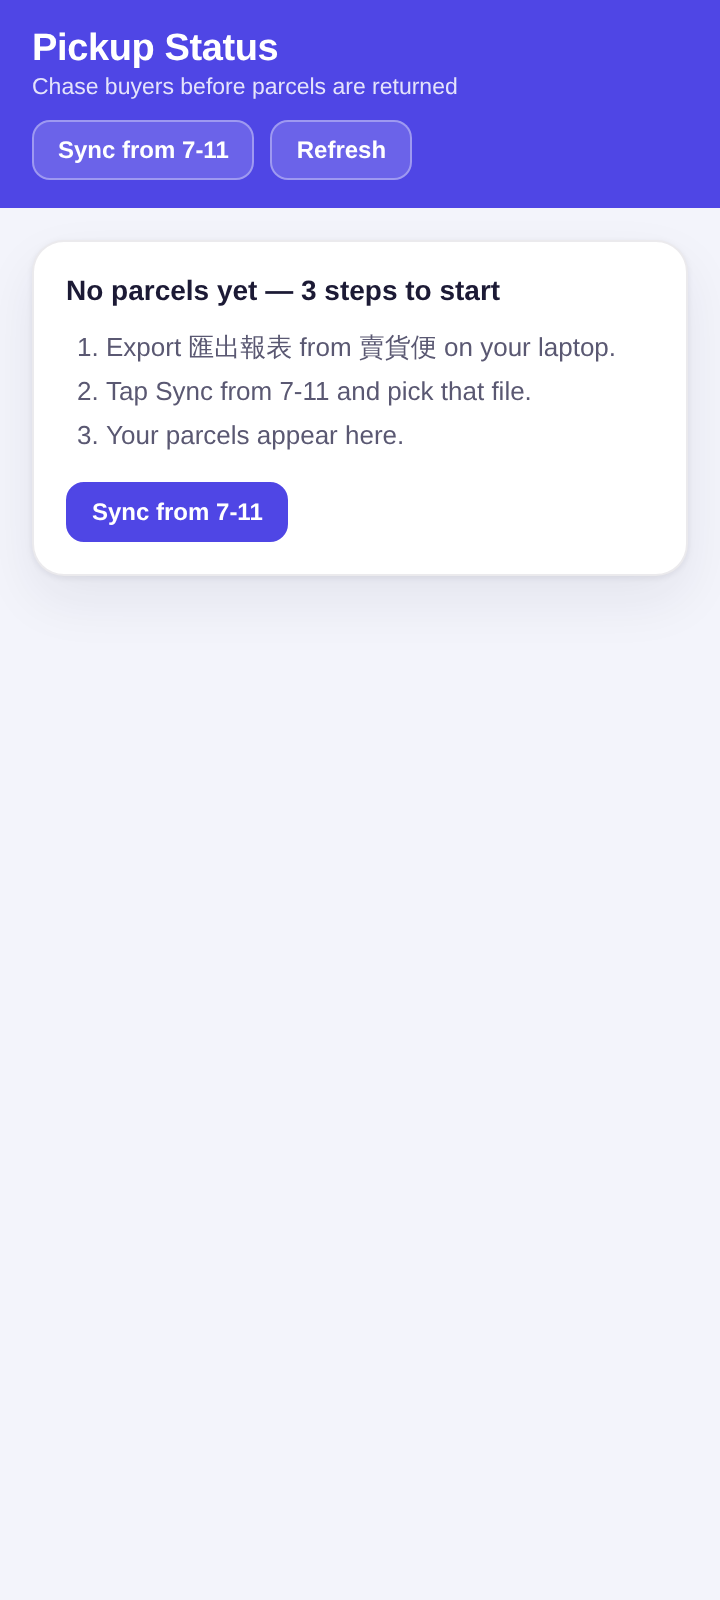 Pickup Status
Chase buyers before parcels are returned
Sync from 7-11
Refresh
No parcels yet — 3 steps to start
1. Export 匯出報表 from 賣貨便 on your laptop.
2. Tap Sync from 7-11 and pick that file.
3. Your parcels appear here.
Sync from 7-11